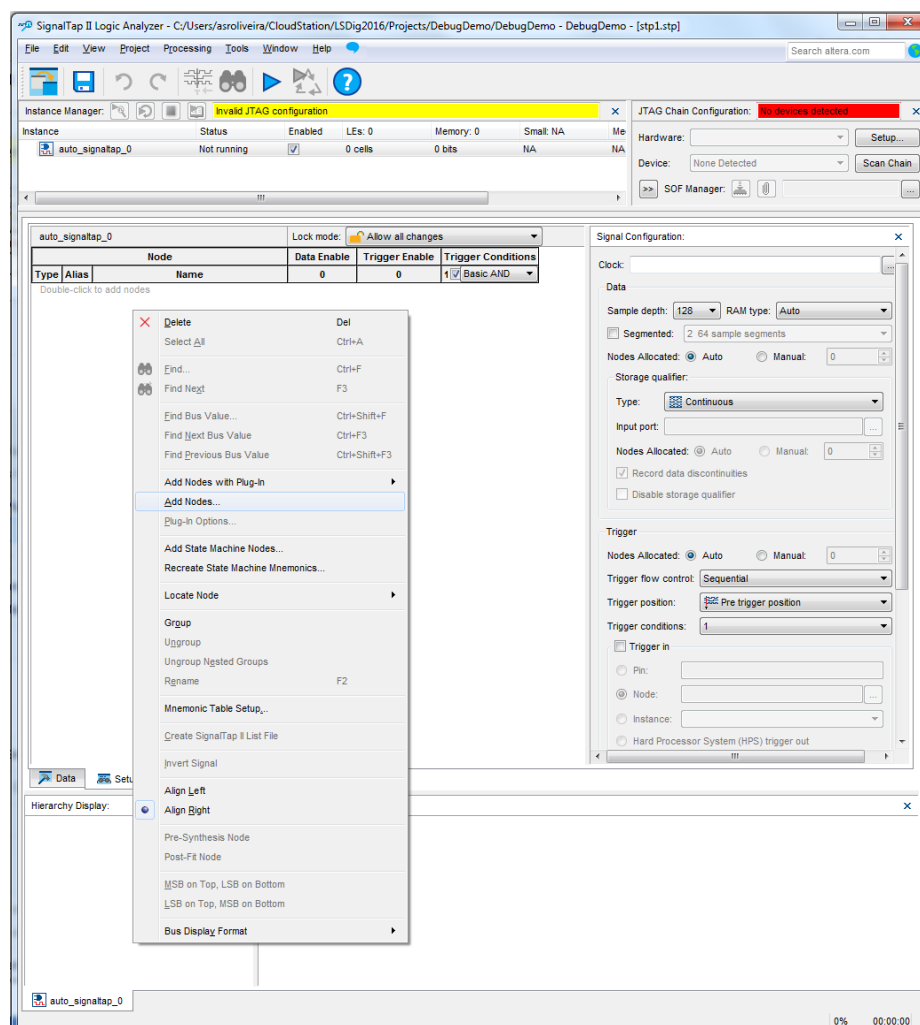 SignalTap II Logic Analyzer - C:/Users/asroliveira/CloudStation/LSDig2016/Projects/DebugDemo/DebugDemo - DebugDemo - [stp1.stp]
File Edit View Project Processing Tools Window Help
Search altera.com
Instance Manager: Invalid JTAG configuration
Instance Status Enabled LEs: 0 Memory: 0 Small: NA Me
auto_signaltap_0 Not running 0 cells 0 bits NA NA
JTAG Chain Configuration: No devices detected
Hardware: Setup...
Device: None Detected Scan Chain
>> SOF Manager: ...
auto_signaltap_0 Lock mode: Allow all changes
Node Data Enable Trigger Enable Trigger Conditions
Type Alias Name 0 0 1 Basic AND
Double-click to add nodes
Delete Del
Select All Ctrl+A
Find... Ctrl+F
Find Next F3
Find Bus Value... Ctrl+Shift+F
Find Next Bus Value Ctrl+F3
Find Previous Bus Value Ctrl+Shift+F3
Add Nodes with Plug-In
Add Nodes...
Plug-In Options...
Add State Machine Nodes...
Recreate State Machine Mnemonics...
Locate Node
Group
Ungroup
Ungroup Nested Groups
Rename F2
Mnemonic Table Setup...
Create SignalTap II List File
Invert Signal
Align Left
Align Right
Pre-Synthesis Node
Post-Fit Node
MSB on Top, LSB on Bottom
LSB on Top, MSB on Bottom
Bus Display Format
Signal Configuration:
Clock: ...
Data
Sample depth: 128 RAM type: Auto
Segmented: 2 64 sample segments
Nodes Allocated: Auto Manual: 0
Storage qualifier:
Type: Continuous
Input port: ...
Nodes Allocated: Auto Manual: 0
Record data discontinuities
Disable storage qualifier
Trigger
Nodes Allocated: Auto Manual: 0
Trigger flow control: Sequential
Trigger position: Pre trigger position
Trigger conditions: 1
Trigger in
Pin:
Node: ...
Instance:
Hard Processor System (HPS) trigger out
Data Setu
Hierarchy Display:
auto_signaltap_0
0% 00:00:00